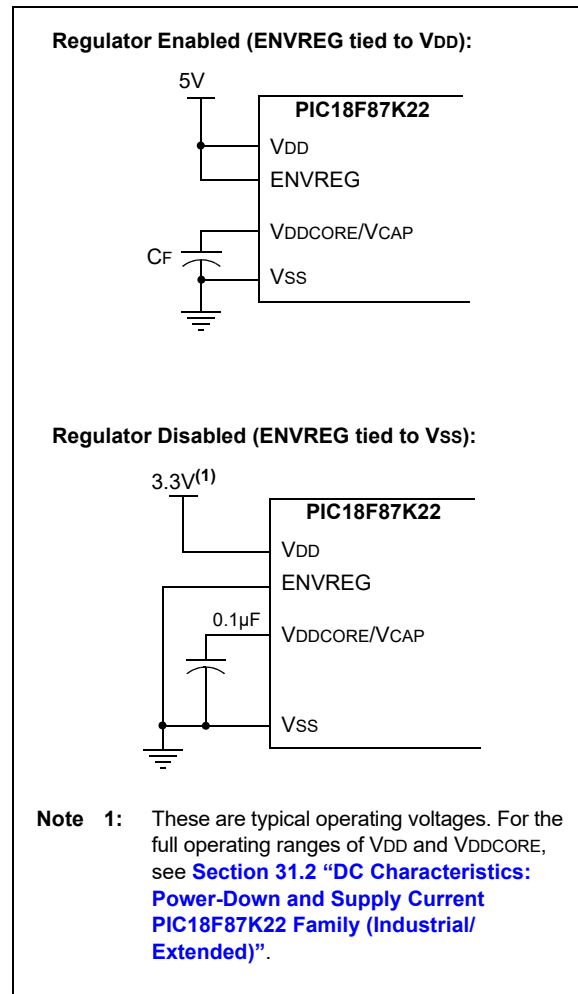 Regulator Enabled (ENVREG tied to VDD):
5V
PIC18F87K22
VDD
ENVREG
VDDCORE/VCAP
CF
VSS
Regulator Disabled (ENVREG tied to VSS):
3.3V(1)
PIC18F87K22
VDD
ENVREG
0.1µF
VDDCORE/VCAP
VSS
Note 1: These are typical operating voltages. For the
full operating ranges of VDD and VDDCORE,
see Section 31.2 “DC Characteristics:
Power-Down and Supply Current
PIC18F87K22 Family (Industrial/
Extended)”.